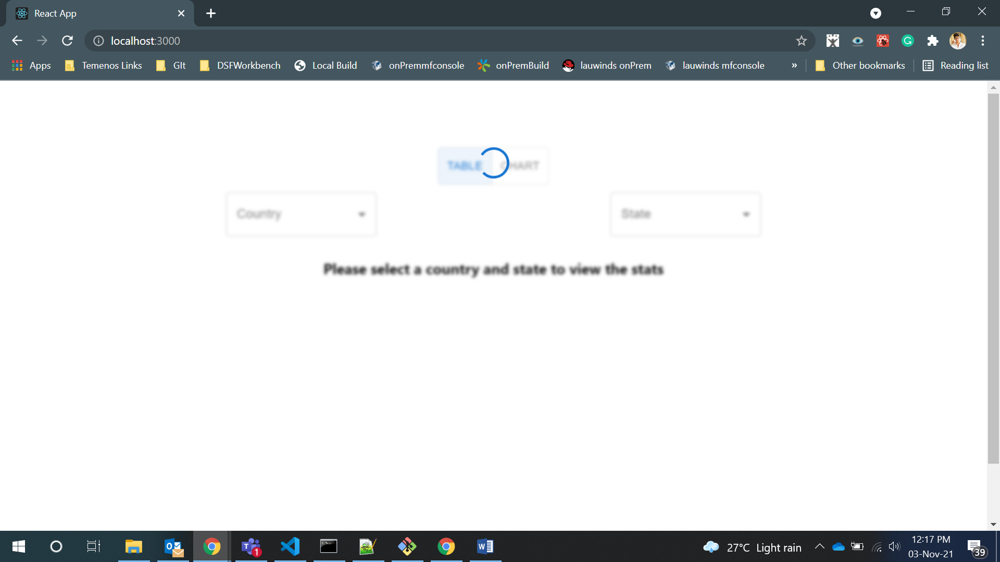 React App
localhost:3000
Apps Temenos Links GIt DSFWorkbench Local Build onPremmfconsole onPremBuild lauwinds onPrem lauwinds mfconsole » Other bookmarks Reading list
TABLE CHART
Country State
Please select a country and state to view the stats
27°C Light rain
12:17 PM
03-Nov-21
39
1